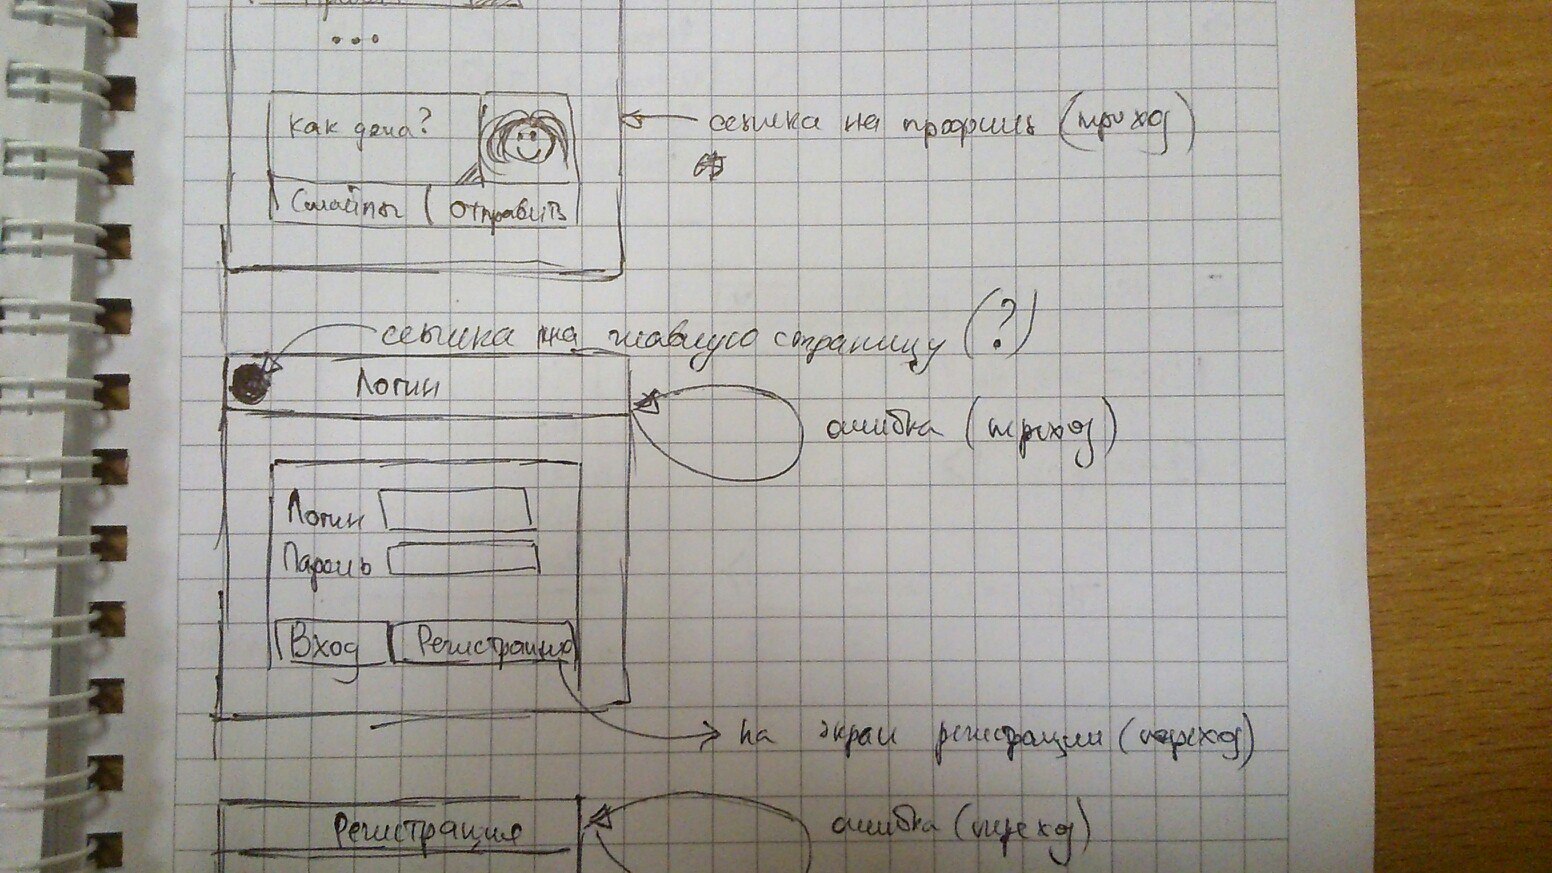 ...
как дела?
ссылка на профиль (приход)
Смайлы
Отправить
ссылка на главную страницу (?)
Логин
ошибка (переход)
Логин
Пароль
Вход
Регистрация
на экран регистрации (переход)
Регистрация
ошибка (переход)